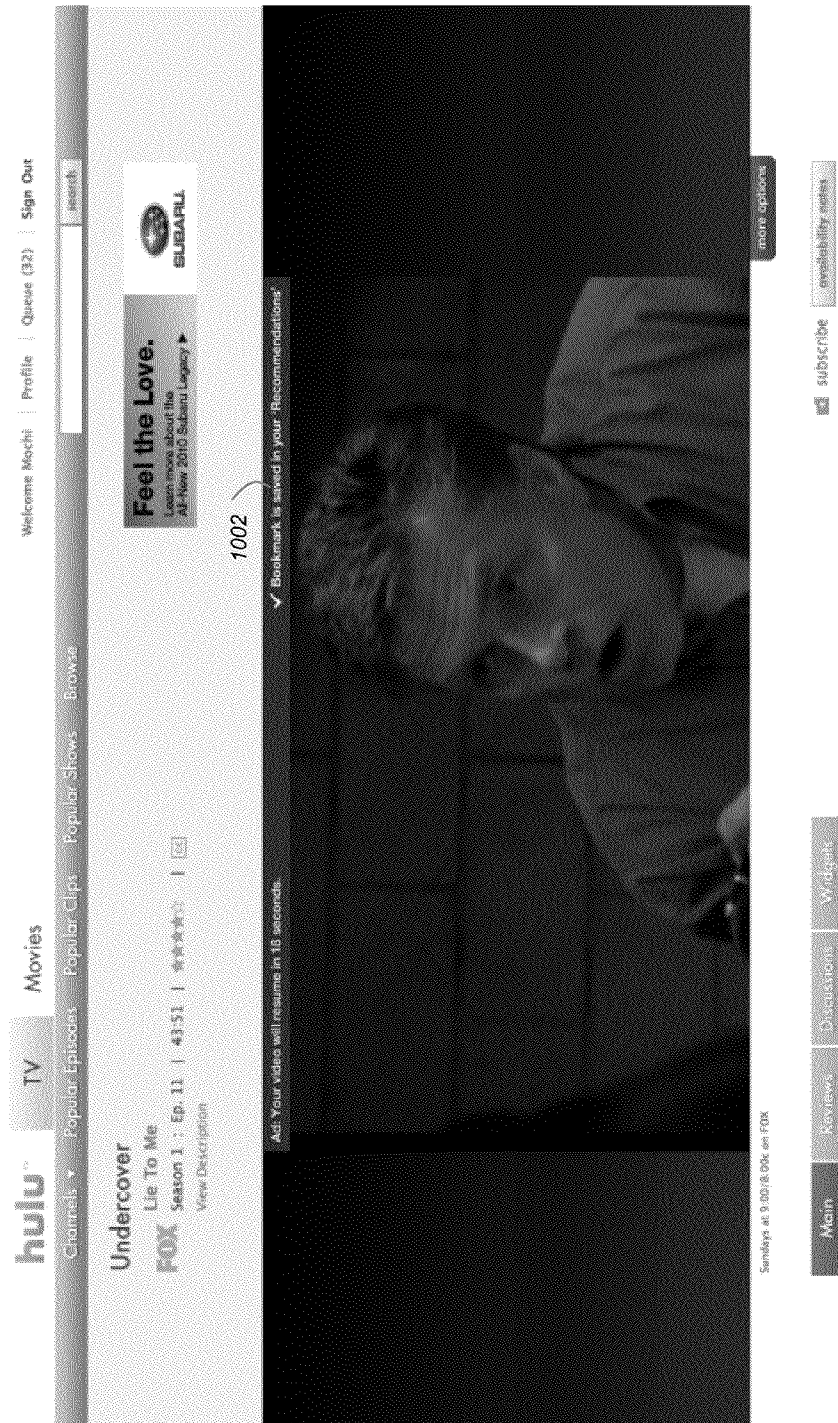 Welcome Mochi | Profile | Queue (32) | Sign Out
hulu TV Movies
Channels ▼ Popular Episodes Popular Clips Popular Shows Browse search
Undercover
FOX Lie To Me
Season 1 : Ep. 11 | 43:51 | ☆☆☆☆☆ |
View Description
Feel the Love.
Learn more about the
All-New 2010 Subaru Legacy ▶
SUBARU.
1002
Ad: Your video will resume in 18 seconds.
✓ Bookmark is saved in your 'Recommendations'
Sundays at 9:00/8:00c on FOX
more options
Main Reviews Discussions Widgets
subscribe
availability notes